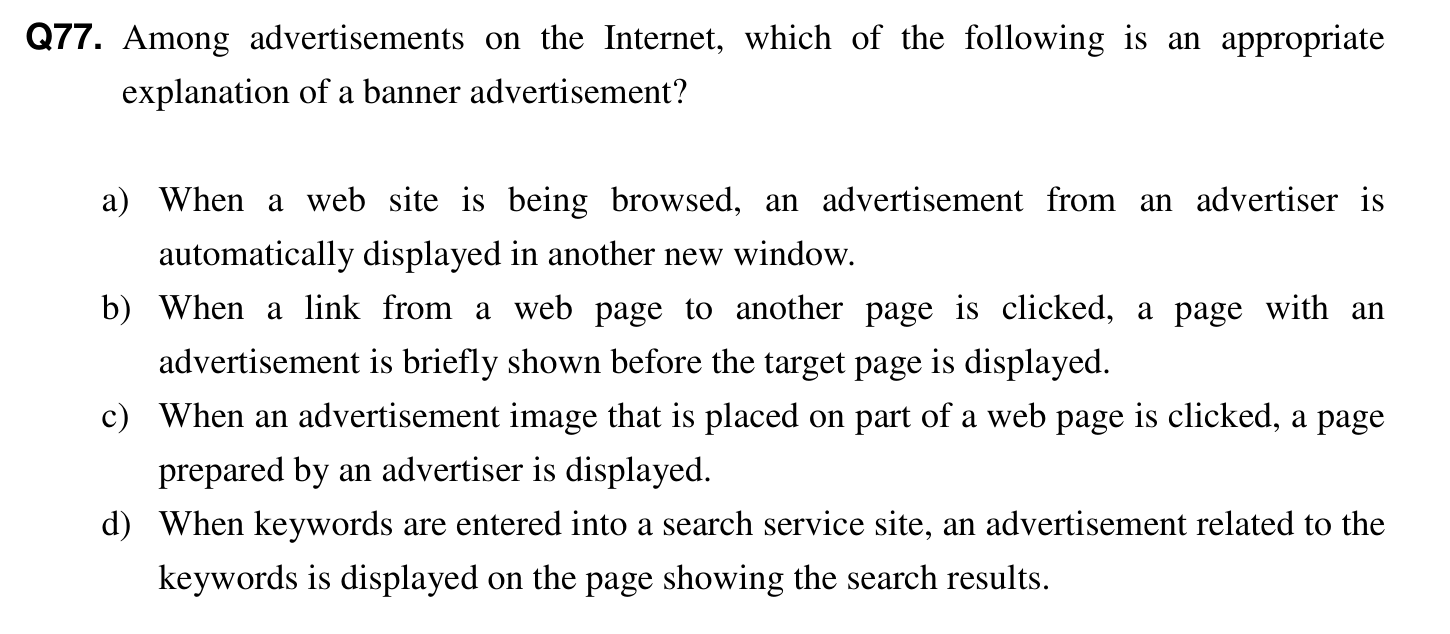 Q77. Among advertisements on the Internet, which of the following is an appropriate
explanation of a banner advertisement?
a) When a web site is being browsed, an advertisement from an advertiser is
automatically displayed in another new window.
b) When a link from a web page to another page is clicked, a page with an
advertisement is briefly shown before the target page is displayed.
c) When an advertisement image that is placed on part of a web page is clicked, a page
prepared by an advertiser is displayed.
d) When keywords are entered into a search service site, an advertisement related to the
keywords is displayed on the page showing the search results.